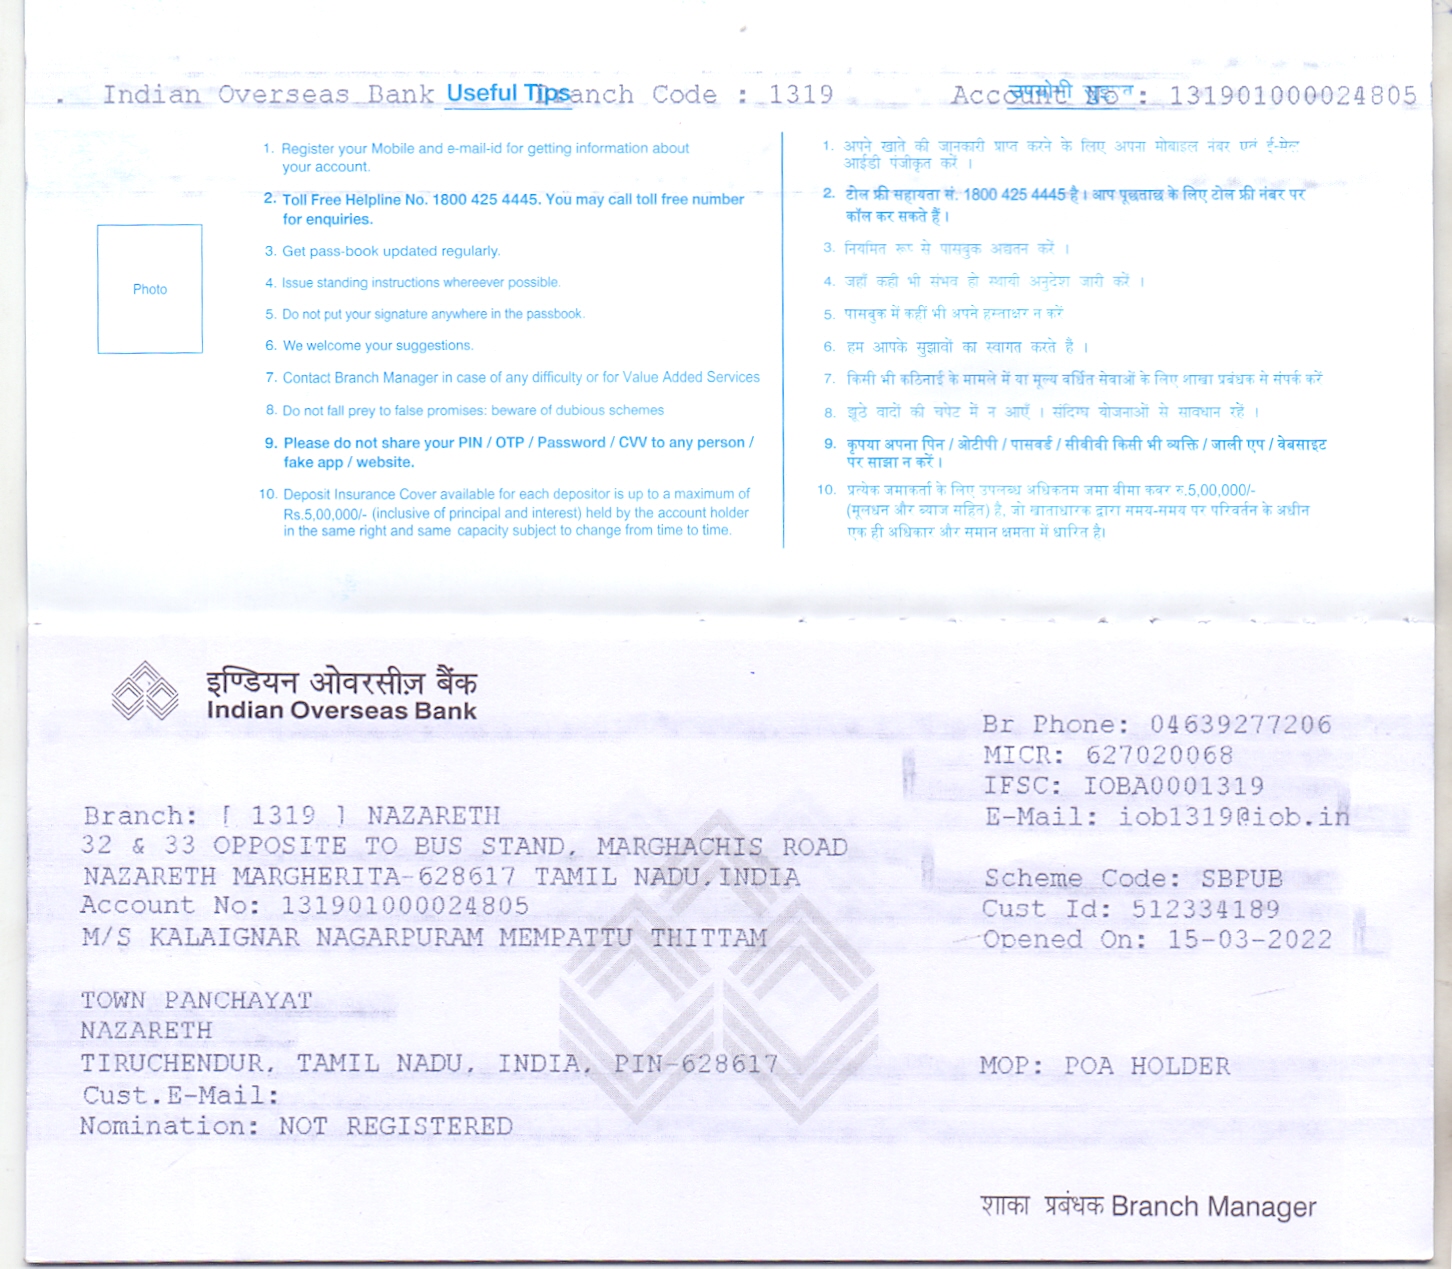 . Indian Overseas Bank Useful Tips Branch Code : 1319 Account No : 131901000024805
Photo
1. Register your Mobile and e-mail-id for getting information about
your account.
2. Toll Free Helpline No. 1800 425 4445. You may call toll free number
for enquiries.
3. Get pass-book updated regularly.
4. Issue standing instructions whereever possible.
5. Do not put your signature anywhere in the passbook.
6. We welcome your suggestions.
7. Contact Branch Manager in case of any difficulty or for Value Added Services
8. Do not fall prey to false promises: beware of dubious schemes
9. Please do not share your PIN / OTP / Password / CVV to any person /
fake app / website.
10. Deposit Insurance Cover available for each depositor is up to a maximum of
Rs.5,00,000/- (inclusive of principal and interest) held by the account holder
in the same right and same capacity subject to change from time to time.
1. अपने खाते की जानकारी प्राप्त करने के लिए अपना मोबाइल नंबर एवं ई-मेल
आईडी पंजीकृत करें ।
2. टोल फ्री सहायता सं. 1800 425 4445 है। आप पूछताछ के लिए टोल फ्री नंबर पर
कॉल कर सकते हैं।
3. नियमित रूप से पासबुक अद्यतन करें ।
4. जहाँ कहीं भी संभव हो स्थायी अनुदेश जारी करें ।
5. पासबुक में कहीं भी अपने हस्ताक्षर न करें
6. हम आपके सुझावों का स्वागत करते है ।
7. किसी भी कठिनाई के मामले में या मूल्य वर्धित सेवाओं के लिए शाखा प्रबंधक से संपर्क करें
8. झूठे वादों की चपेट में न आएँ । संदिग्ध योजनाओं से सावधान रहें ।
9. कृपया अपना पिन / ओटीपी / पासवर्ड / सीवीवी किसी भी व्यक्ति / जाली एप / वेबसाइट
पर साझा न करें।
10. प्रत्येक जमाकर्ता के लिए उपलब्ध अधिकतम जमा बीमा कवर रु.5,00,000/-
(मूलधन और ब्याज सहित) है, जो खाताधारक द्वारा समय-समय पर परिवर्तन के अधीन
एक ही अधिकार और समान क्षमता में धारित है।
इण्डियन ओवरसीज़ बैंक
Indian Overseas Bank
Br Phone: 04639277206
MICR: 627020068
IFSC: IOBA0001319
E-Mail: iob1319@iob.in
Branch: [ 1319 ] NAZARETH
32 & 33 OPPOSITE TO BUS STAND, MARGHACHIS ROAD
NAZARETH MARGHERITA-628617 TAMIL NADU,INDIA
Account No: 131901000024805
M/S KALAIGNAR NAGARPURAM MEMPATTU THITTAM
Scheme Code: SBPUB
Cust Id: 512334189
Opened On: 15-03-2022
TOWN PANCHAYAT
NAZARETH
TIRUCHENDUR, TAMIL NADU, INDIA, PIN-628617
Cust.E-Mail:
Nomination: NOT REGISTERED
MOP: POA HOLDER
शाका प्रबंधक Branch Manager